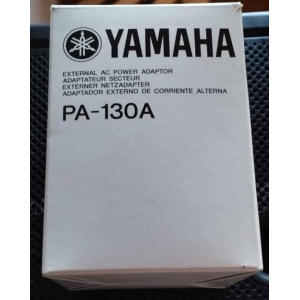 YAMAHA
EXTERNAL AC POWER ADAPTOR
ADAPTATEUR SECTEUR
EXTERNER NETZADAPTER
ADAPTADOR EXTERNO DE CORRIENTE ALTERNA
PA-130A